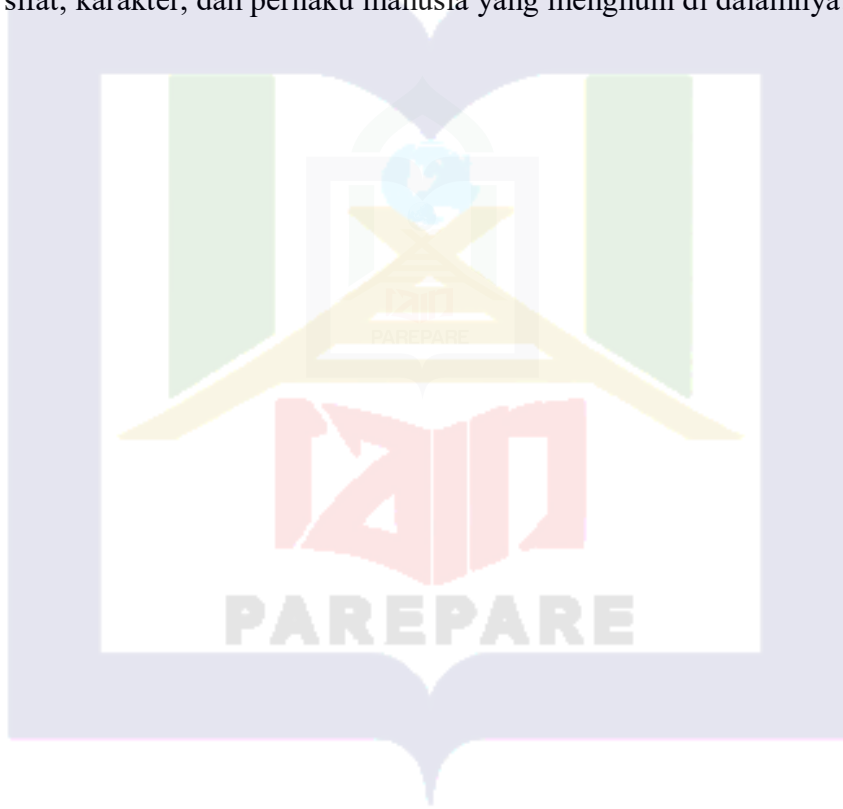 sifat, karakter, dan perilaku manusia yang menghuni di dalamnya
IAIN
PAREPARE
IAIN
PAREPARE